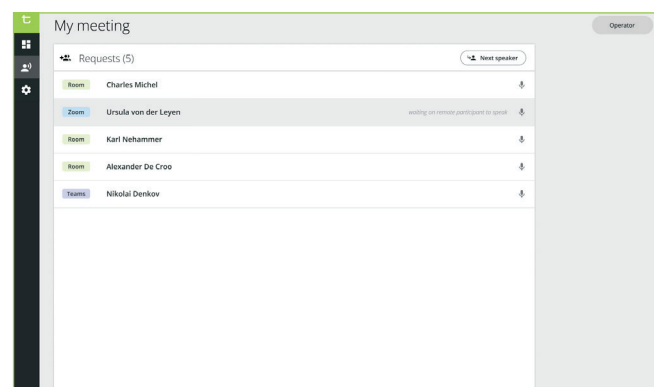 t
My meeting
Operator
Requests (5)
Next speaker
Room Charles Michel
Zoom Ursula von der Leyen waiting on remote participant to speak
Room Karl Nehammer
Room Alexander De Croo
Teams Nikolai Denkov